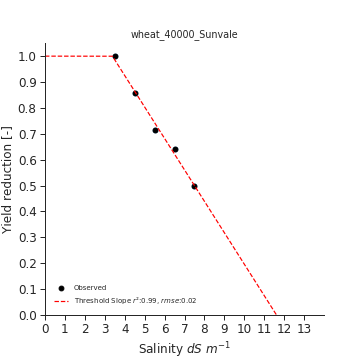 wheat_40000_Sunvale
1.0
0.9
0.8
0.7
0.6
0.5
0.4
0.3
0.2
0.1
0.0
Yield reduction [-]
Observed
Threshold Slope r²:0.99, rmse:0.02
0 1 2 3 4 5 6 7 8 9 10 11 12 13
Salinity dS m⁻¹